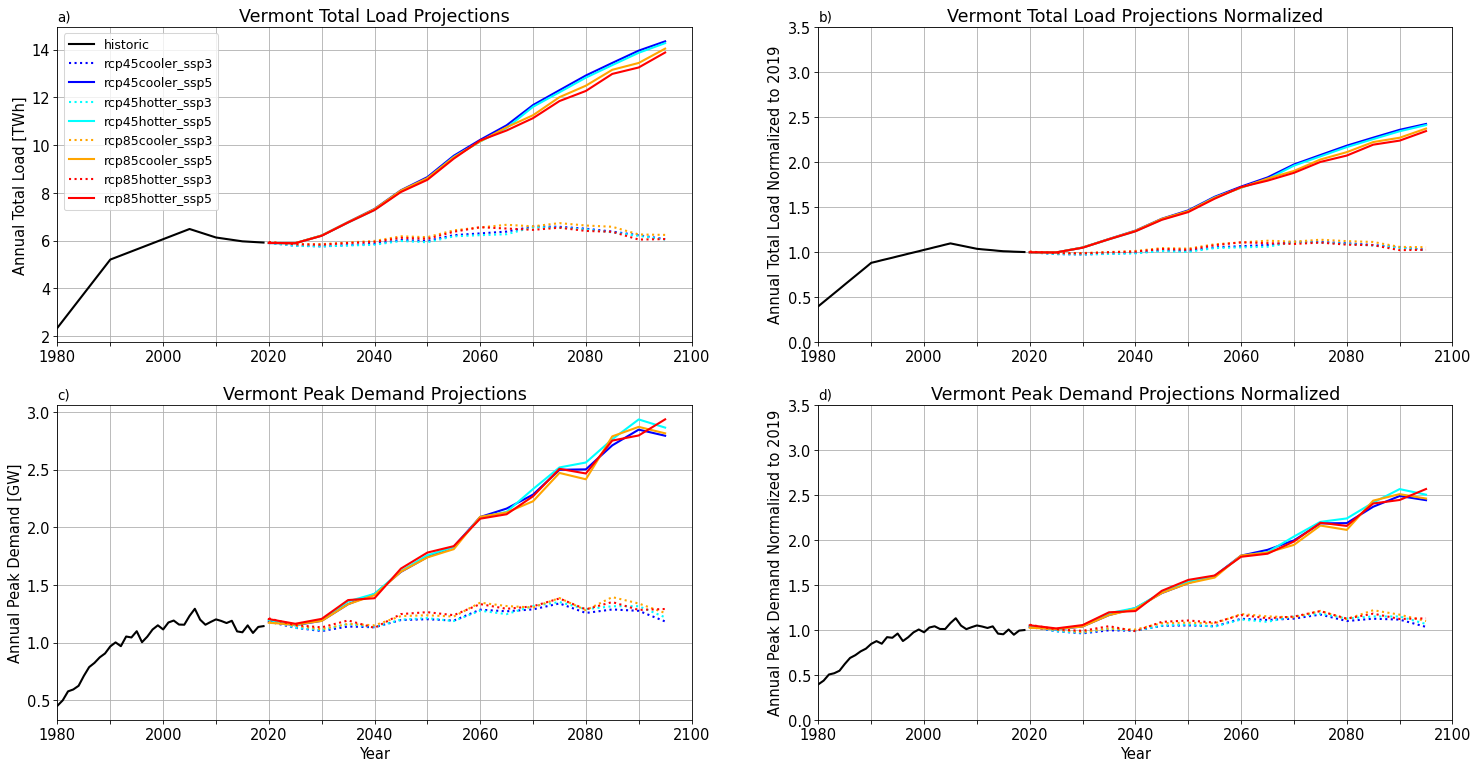 a)
Vermont Total Load Projections
Annual Total Load [TWh]
14
12
10
8
6
4
2
historic
rcp45cooler_ssp3
rcp45cooler_ssp5
rcp45hotter_ssp3
rcp45hotter_ssp5
rcp85cooler_ssp3
rcp85cooler_ssp5
rcp85hotter_ssp3
rcp85hotter_ssp5
1980 2000 2020 2040 2060 2080 2100
b)
Vermont Total Load Projections Normalized
Annual Total Load Normalized to 2019
3.5
3.0
2.5
2.0
1.5
1.0
0.5
0.0
1980 2000 2020 2040 2060 2080 2100
c)
Vermont Peak Demand Projections
Annual Peak Demand [GW]
3.0
2.5
2.0
1.5
1.0
0.5
1980 2000 2020 2040 2060 2080 2100
Year
d)
Vermont Peak Demand Projections Normalized
Annual Peak Demand Normalized to 2019
3.5
3.0
2.5
2.0
1.5
1.0
0.5
0.0
1980 2000 2020 2040 2060 2080 2100
Year